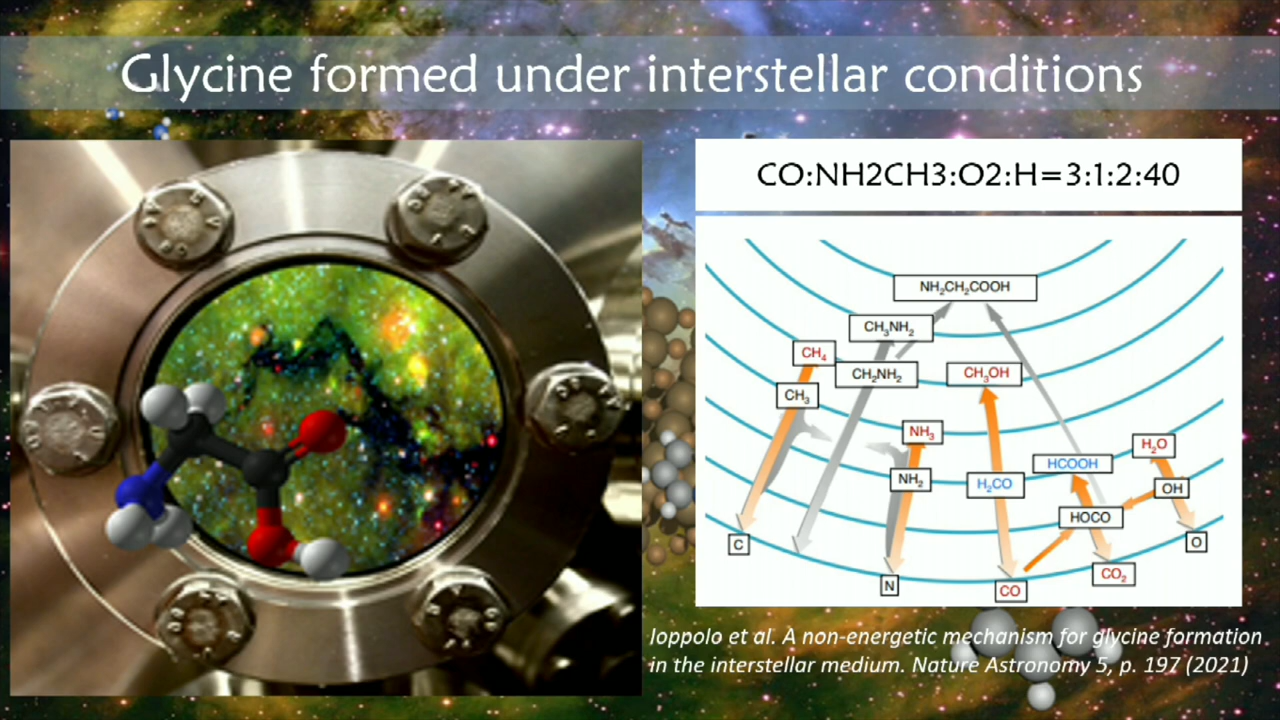 Glycine formed under interstellar conditions
CO:NH2CH3:O2:H=3:1:2:40
NH₂CH₂COOH
CH₃NH₂
CH₄
CH₂NH₂
CH₃OH
CH₃
NH₃
H₂O
HCOOH
NH₂
H₂CO
OH
HOCO
C
O
CO₂
N
CO
Ioppolo et al. A non-energetic mechanism for glycine formation
in the interstellar medium. Nature Astronomy 5, p. 197 (2021)